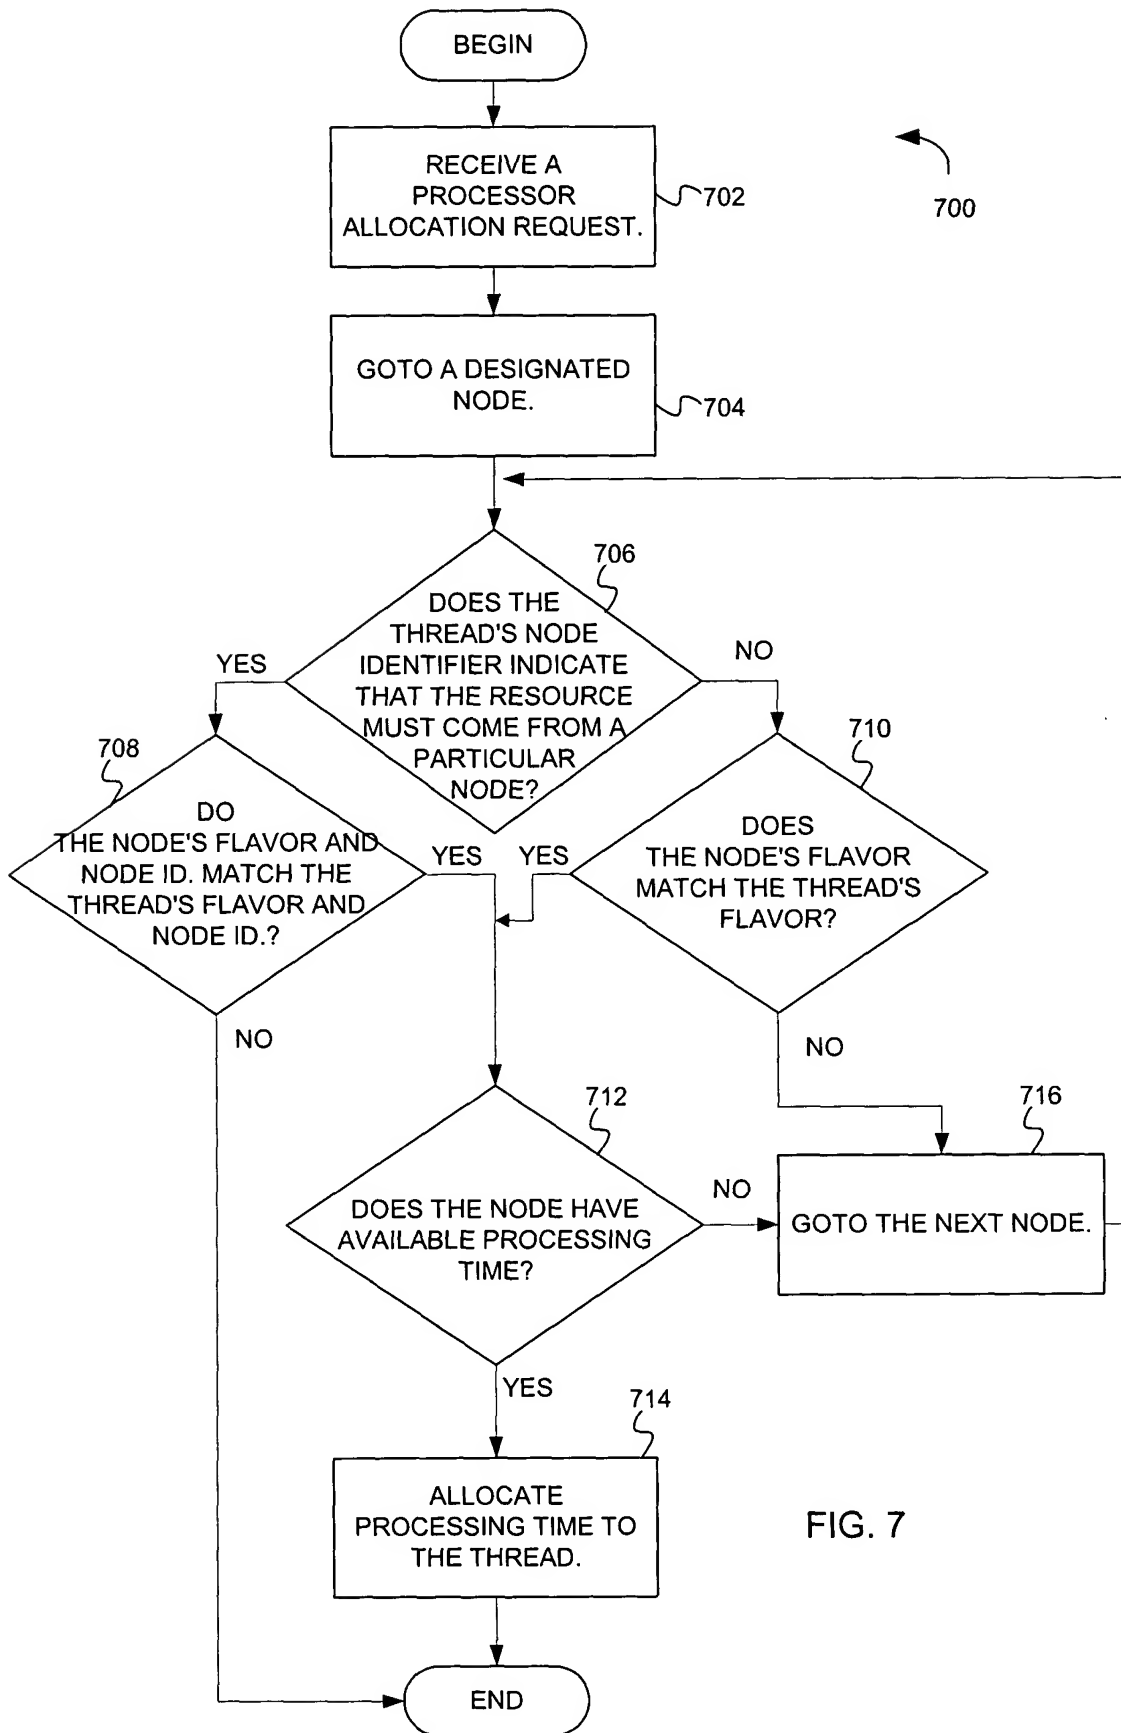 BEGIN
RECEIVE A
PROCESSOR
ALLOCATION REQUEST.
702
700
GOTO A DESIGNATED
NODE.
704
706
DOES THE
THREAD'S NODE
IDENTIFIER INDICATE
THAT THE RESOURCE
MUST COME FROM A
PARTICULAR
NODE?
YES
NO
708
DO
THE NODE'S FLAVOR AND
NODE ID. MATCH THE
THREAD'S FLAVOR AND
NODE ID.?
YES
NO
710
DOES
THE NODE'S FLAVOR
MATCH THE THREAD'S
FLAVOR?
YES
NO
712
DOES THE NODE HAVE
AVAILABLE PROCESSING
TIME?
NO
YES
716
GOTO THE NEXT NODE.
714
ALLOCATE
PROCESSING TIME TO
THE THREAD.
FIG. 7
END